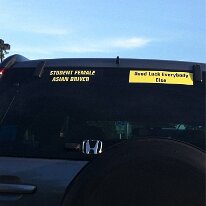 STUDENT FEMALE
ASIAN DRIVER
Good Luck Everybody
Else